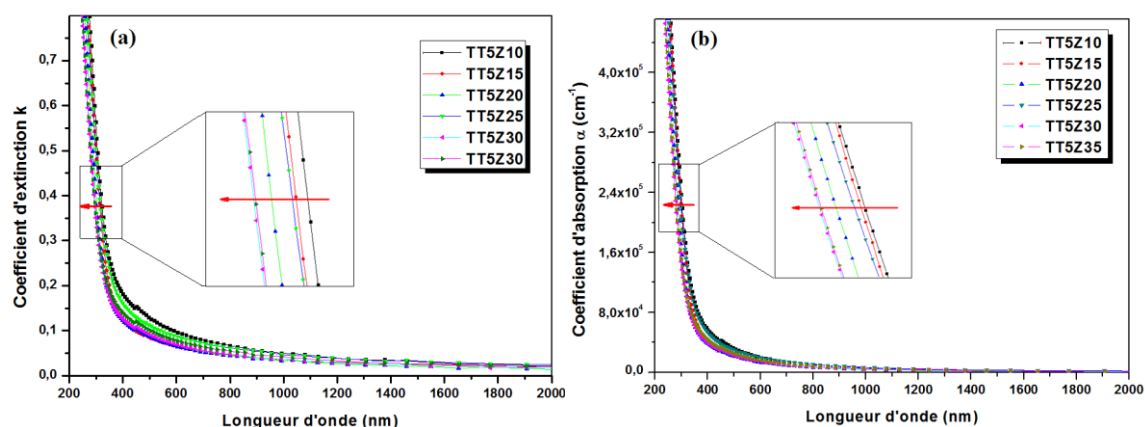 (a)
Coefficient d'extinction k
0,7
0,6
0,5
0,4
0,3
0,2
0,1
0,0
TT5Z10
TT5Z15
TT5Z20
TT5Z25
TT5Z30
TT5Z30
200 400 600 800 1000 1200 1400 1600 1800 2000
Longueur d'onde (nm)
(b)
Coefficient d'absorption α (cm⁻¹)
4,0x10⁵
3,2x10⁵
2,4x10⁵
1,6x10⁵
8,0x10⁴
0,0
TT5Z10
TT5Z15
TT5Z20
TT5Z25
TT5Z30
TT5Z35
200 400 600 800 1000 1200 1400 1600 1800 2000
Longueur d'onde (nm)